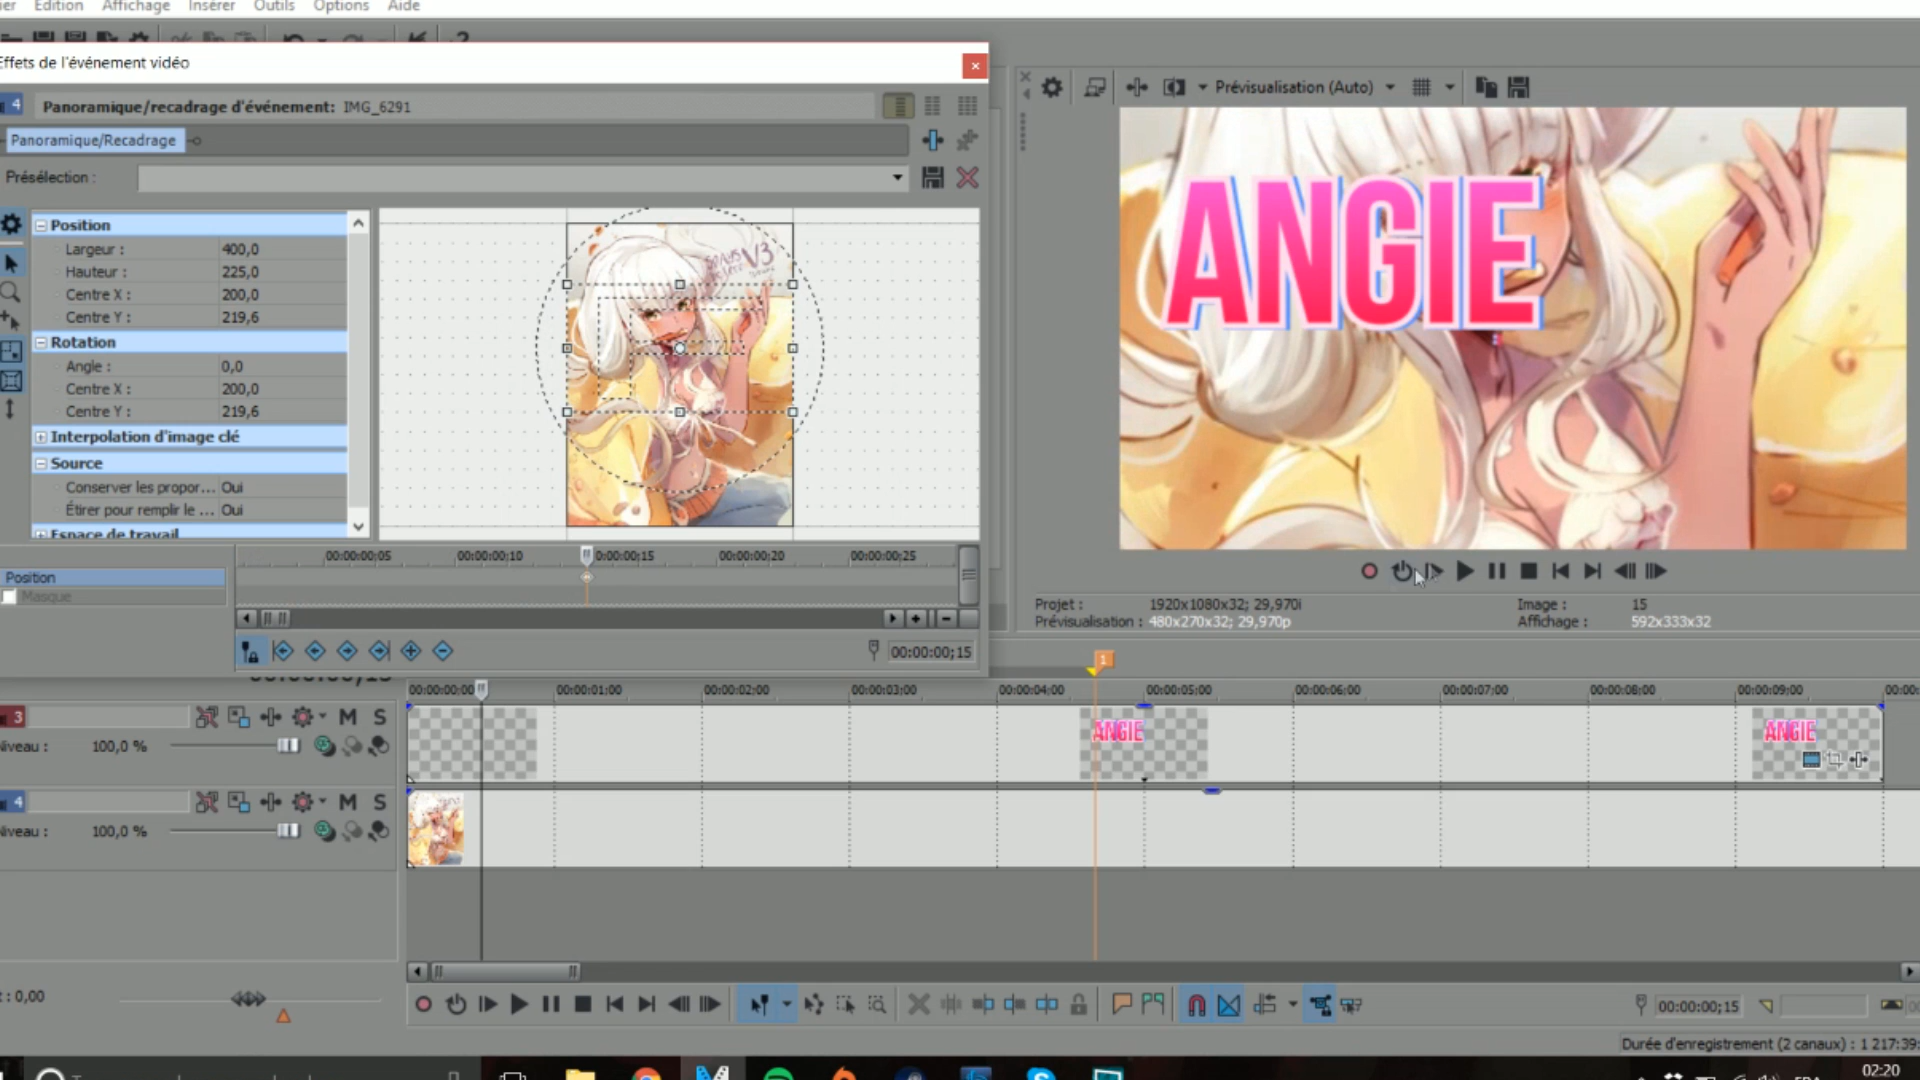 Edition Affichage Insérer Outils Options Aide
Effets de l'événement vidéo
4 Panoramique/recadrage d'événement: IMG_6291
Panoramique/Recadrage
Présélection :
Position
Largeur : 400,0
Hauteur : 225,0
Centre X : 200,0
Centre Y : 219,6
Rotation
Angle : 0,0
Centre X : 200,0
Centre Y : 219,6
Interpolation d'image clé
Source
Conserver les propor... Oui
Étirer pour remplir le ... Oui
Espace de travail
V3
00:00:00;05 00:00:00;10 0:00:00;15 00:00:00;20 00:00:00;25
Position
Masque
00:00:00;15
Prévisualisation (Auto)
ANGIE
Projet : 1920x1080x32; 29,970i
Prévisualisation : 480x270x32; 29,970p
Image : 15
Affichage : 592x333x32
1
00:00:00;00 00:00:01;00 00:00:02;00 00:00:03;00 00:00:04;00 00:00:05;00 00:00:06;00 00:00:07;00 00:00:08;00 00:00:09;00 00:00:
3 M S
Niveau : 100,0 %
ANGIE
ANGIE
4 M S
Niveau : 100,0 %
: 0,00
00:00:00;15
Durée d'enregistrement (2 canaux) : 1 217:39:
02:20